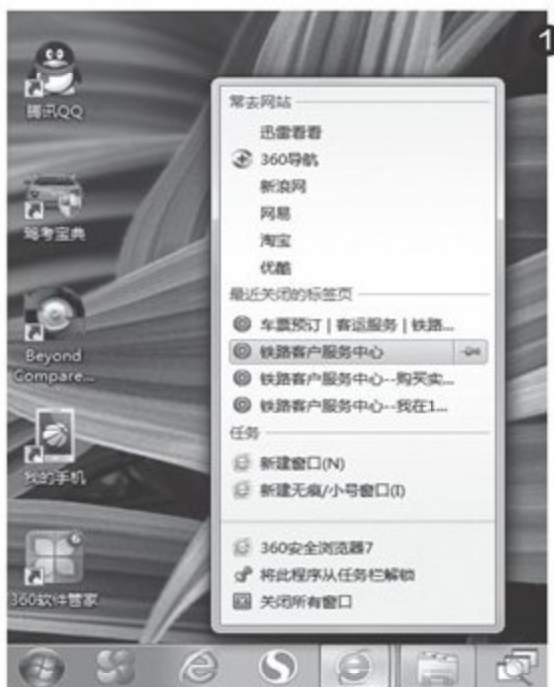 1
腾讯QQ
驾考宝典
Beyond
Compare...
我的手机
360软件管家
6
常去网站
迅雷看看
360导航
新浪网
网易
淘宝
优酷
最近关闭的标签页
车票预订 | 客运服务 | 铁路...
铁路客户服务中心
铁路客户服务中心--购买实...
铁路客户服务中心--我在1...
任务
新建窗口(N)
新建无痕/小号窗口(I)
360安全浏览器7
将此程序从任务栏解锁
关闭所有窗口